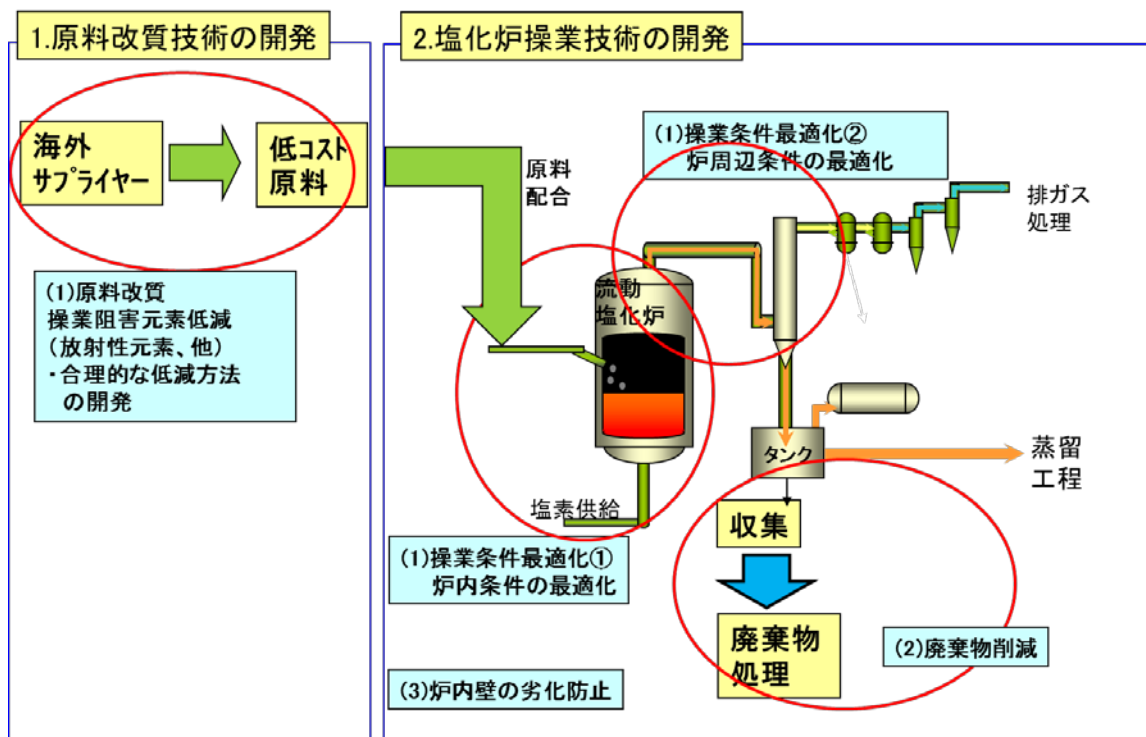 1.原料改質技術の開発
海外
サプライヤー
低コスト
原料
(1)原料改質
操業阻害元素低減
(放射性元素、他)
・合理的な低減方法
の開発
2.塩化炉操業技術の開発
原料
配合
(1)操業条件最適化②
炉周辺条件の最適化
排ガス
処理
流動
塩化炉
タンク
蒸留
工程
塩素供給
(1)操業条件最適化①
炉内条件の最適化
収集
廃棄物
処理
(2)廃棄物削減
(3)炉内壁の劣化防止